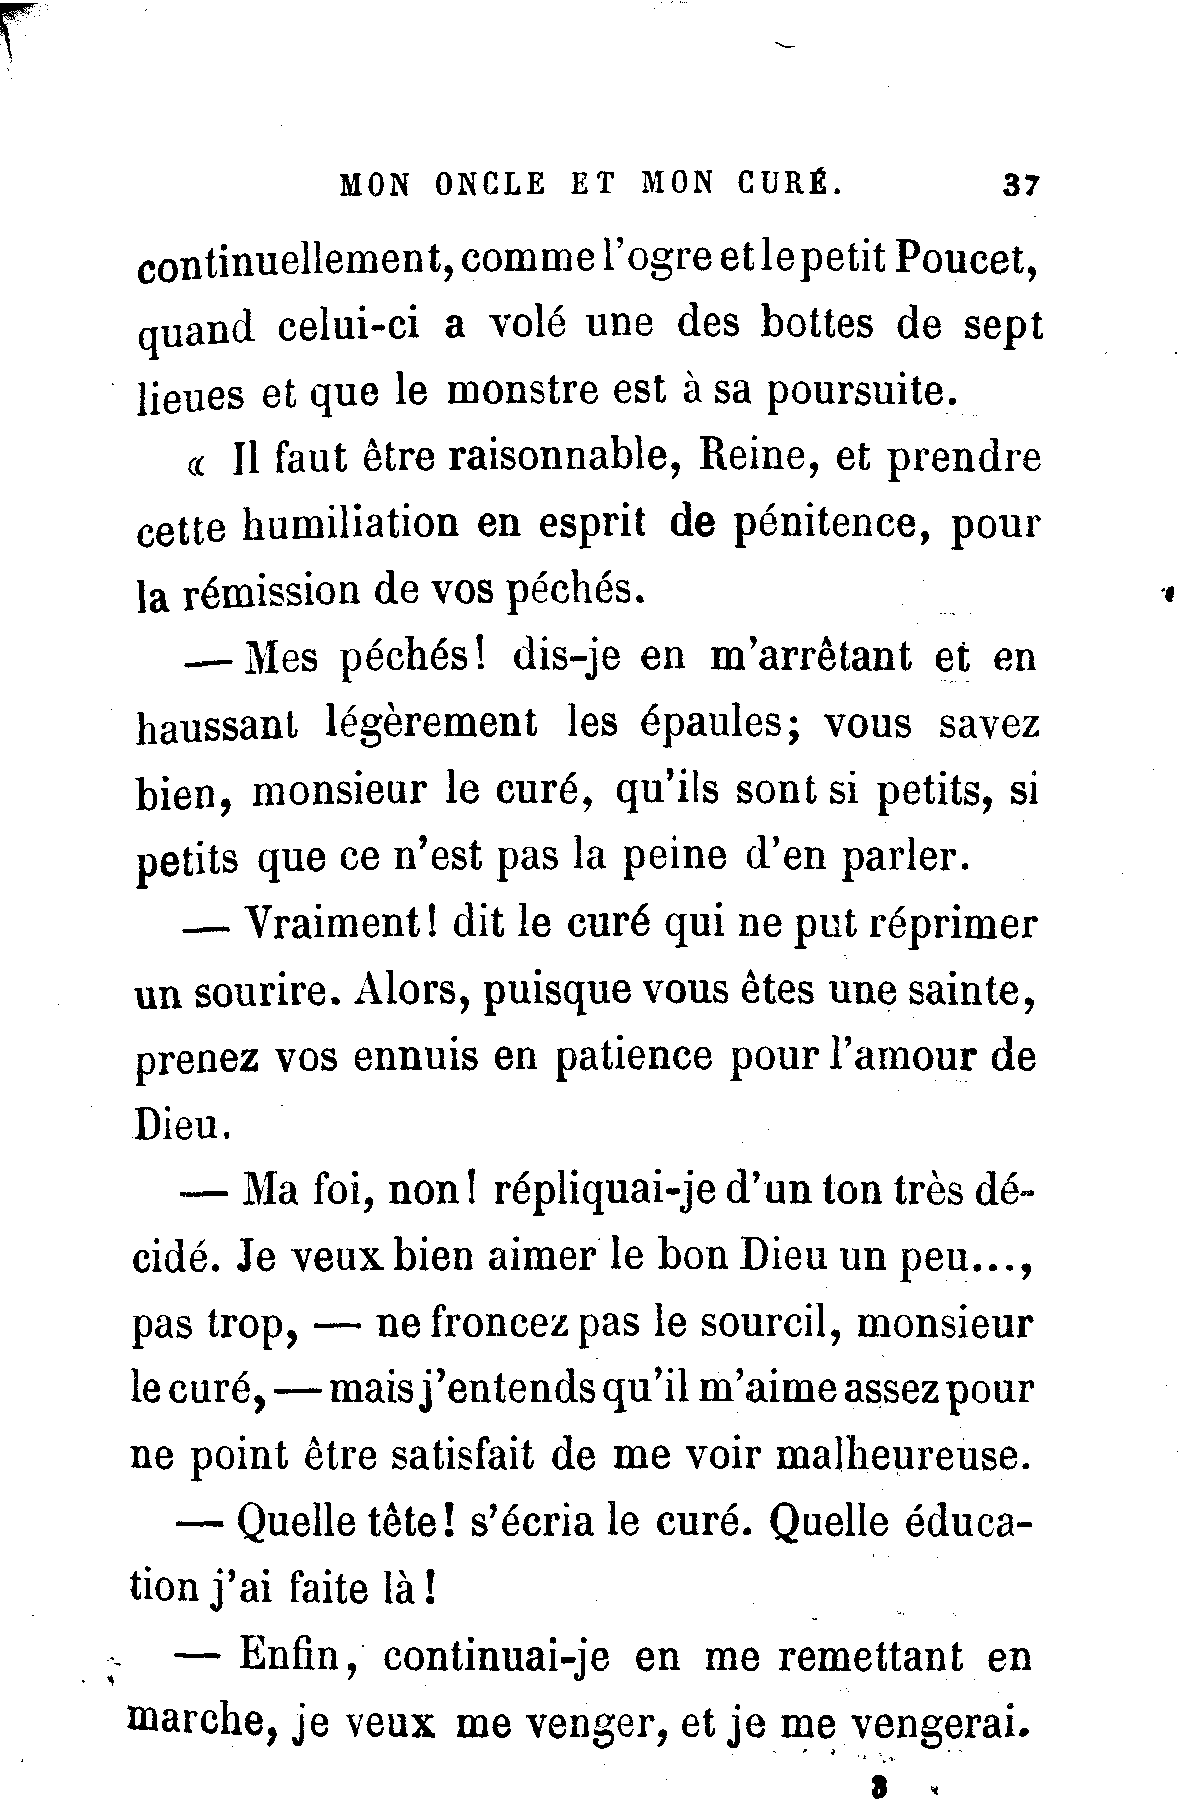 MON ONCLE ET MON CURÉ. 37
continuellement, comme l'ogre et le petit Poucet,
quand celui-ci a volé une des bottes de sept
lieues et que le monstre est à sa poursuite.
« Il faut être raisonnable, Reine, et prendre
cette humiliation en esprit de pénitence, pour
la rémission de vos péchés.
— Mes péchés! dis-je en m'arrêtant et en
haussant légèrement les épaules; vous savez
bien, monsieur le curé, qu'ils sont si petits, si
petits que ce n'est pas la peine d'en parler.
— Vraiment! dit le curé qui ne put réprimer
un sourire. Alors, puisque vous êtes une sainte,
prenez vos ennuis en patience pour l'amour de
Dieu.
— Ma foi, non! répliquai-je d'un ton très dé-
cidé. Je veux bien aimer le bon Dieu un peu...,
pas trop, — ne froncez pas le sourcil, monsieur
le curé, — mais j'entends qu'il m'aime assez pour
ne point être satisfait de me voir malheureuse.
— Quelle tête! s'écria le curé. Quelle éduca-
tion j'ai faite là!
— Enfin, continuai-je en me remettant en
marche, je veux me venger, et je me vengerai.
3